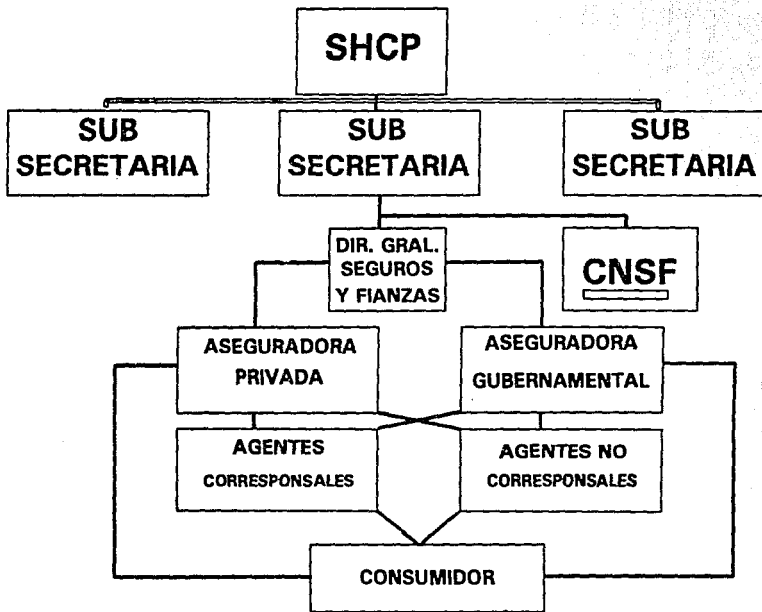 SHCP
SUB
SECRETARIA
SUB
SECRETARIA
SUB
SECRETARIA
DIR. GRAL.
SEGUROS
Y FIANZAS
CNSF
ASEGURADORA
PRIVADA
ASEGURADORA
GUBERNAMENTAL
AGENTES
CORRESPONSALES
AGENTES NO
CORRESPONSALES
CONSUMIDOR